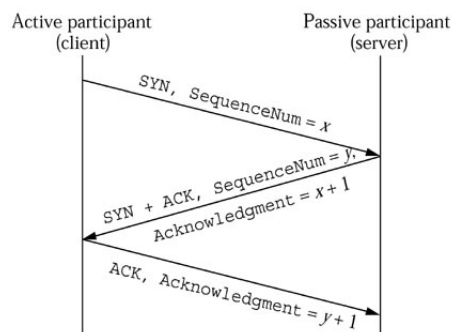 Active participant
(client)
Passive participant
(server)
SYN, SequenceNum = x
SYN + ACK, SequenceNum = y,
Acknowledgment = x + 1
ACK, Acknowledgment = y + 1